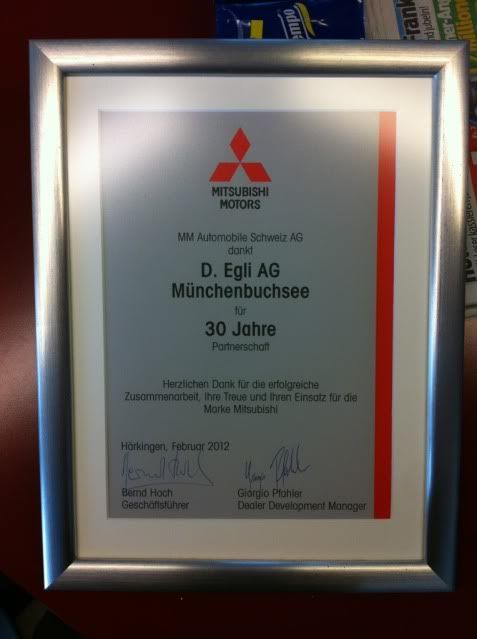 Tempo
MITSUBISHI
MOTORS
MM Automobile Schweiz AG
dankt
D. Egli AG
Münchenbuchsee
für
30 Jahre
Partnerschaft
Herzlichen Dank für die erfolgreiche
Zusammenarbeit, Ihre Treue und Ihren Einsatz für die
Marke Mitsubishi
Härkingen, Februar 2012
Bernd Hoch
Geschäftsführer
Giorgio Pfahler
Dealer Development Manager